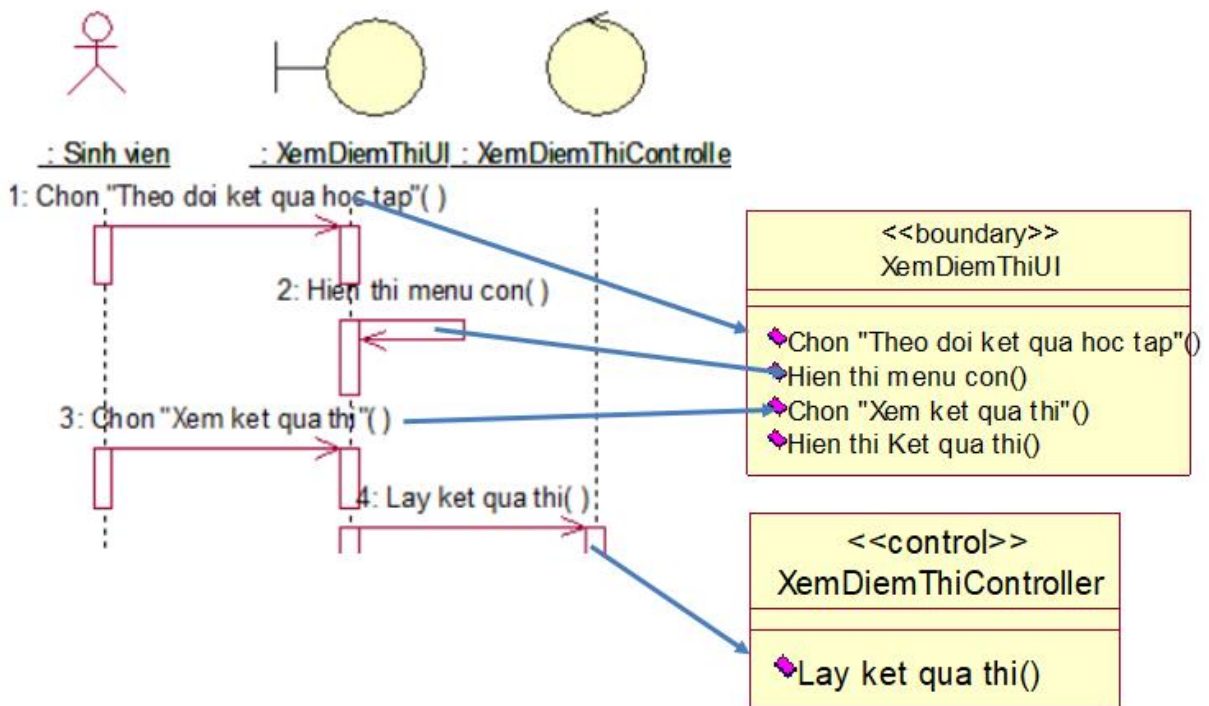 : Sinh vien
: XemDiemThiUI
: XemDiemThiControlle
1: Chon "Theo doi ket qua hoc tap"( )
2: Hien thi menu con( )
3: Chon "Xem ket qua thi"( )
4: Lay ket qua thi( )
<<boundary>>
XemDiemThiUI
Chon "Theo doi ket qua hoc tap"()
Hien thi menu con()
Chon "Xem ket qua thi"()
Hien thi Ket qua thi()
<<control>>
XemDiemThiController
Lay ket qua thi()